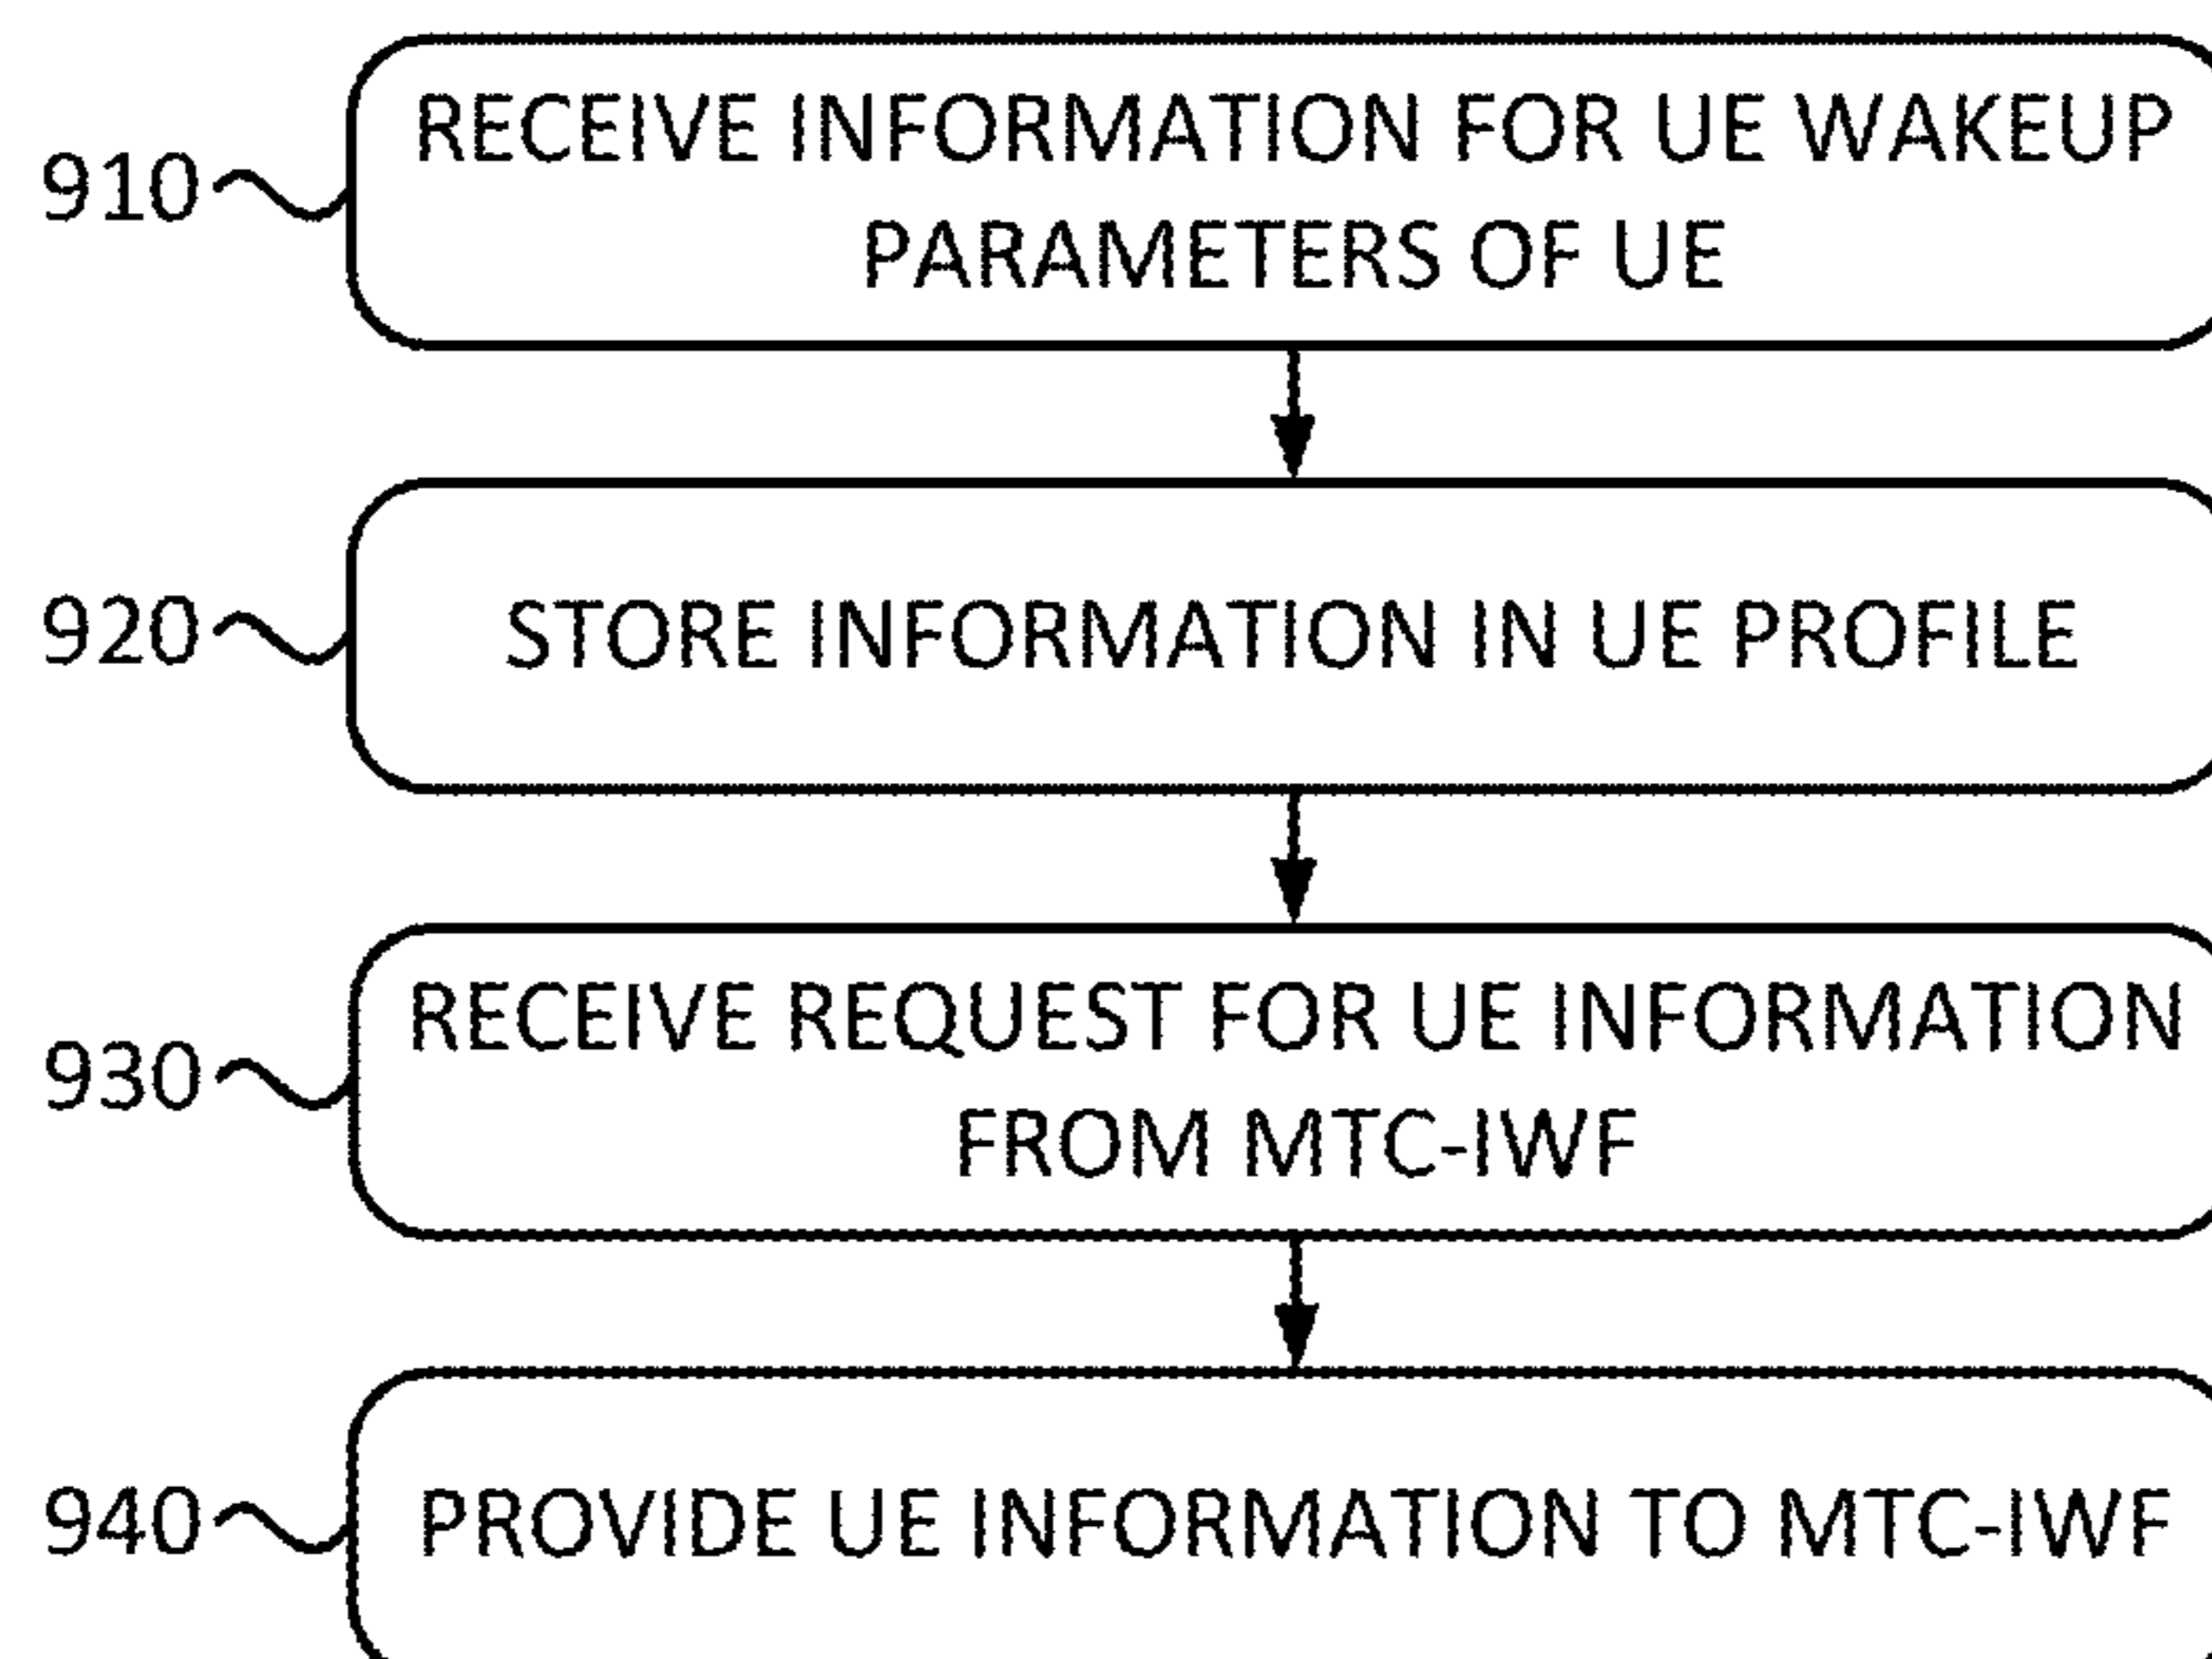 910
RECEIVE INFORMATION FOR UE WAKEUP
PARAMETERS OF UE
920
STORE INFORMATION IN UE PROFILE
930
RECEIVE REQUEST FOR UE INFORMATION
FROM MTC-IWF
940
PROVIDE UE INFORMATION TO MTC-IWF